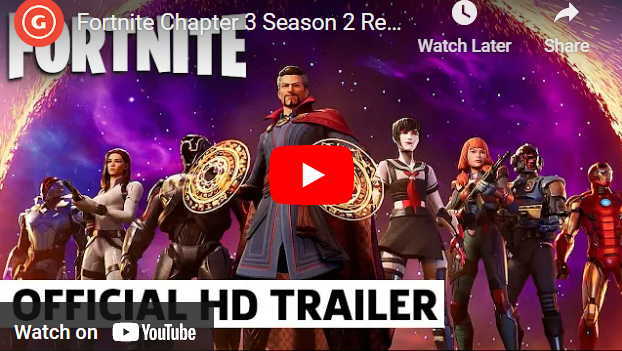 G Fortnite Chapter 3 Season 2 Re...
Watch Later
Share
FORTNITE
OFFICIAL HD TRAILER
Watch on YouTube